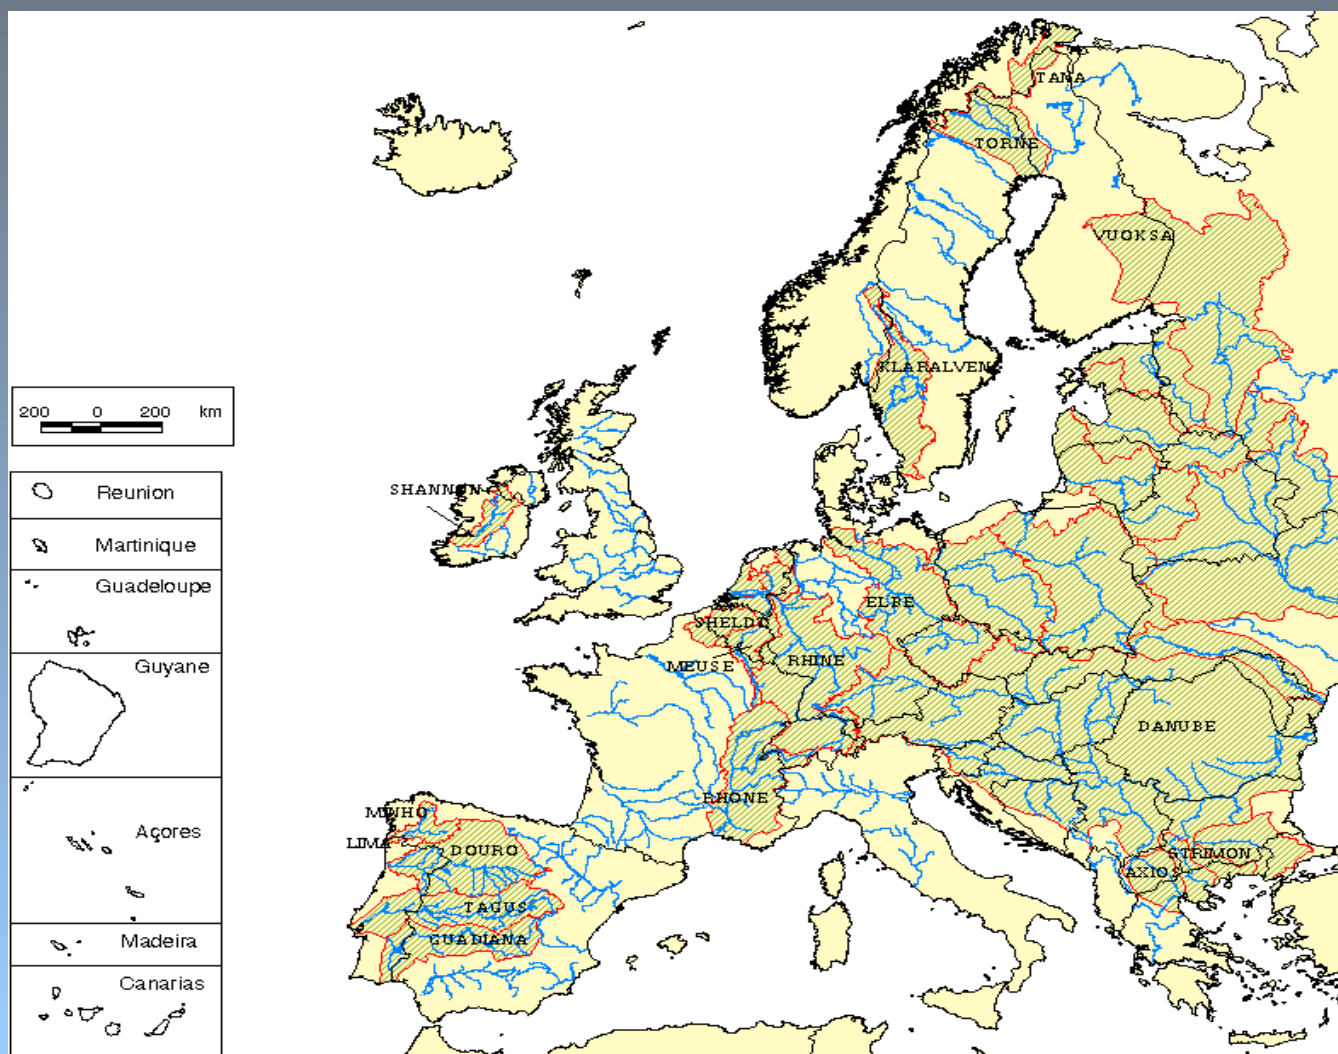 TANA
TORNE
VUOKSA
KLARALVEN
200 0 200 km
SHANNON
Reunion
Martinique
Guadeloupe
Guyane
Açores
Madeira
Canarias
ELBE
SHELDO
MEUSE
RHINE
DANUBE
RHONE
MINHO
LIMA
DOURO
STRIMON
AXIOS
TAGUS
GUADIANA